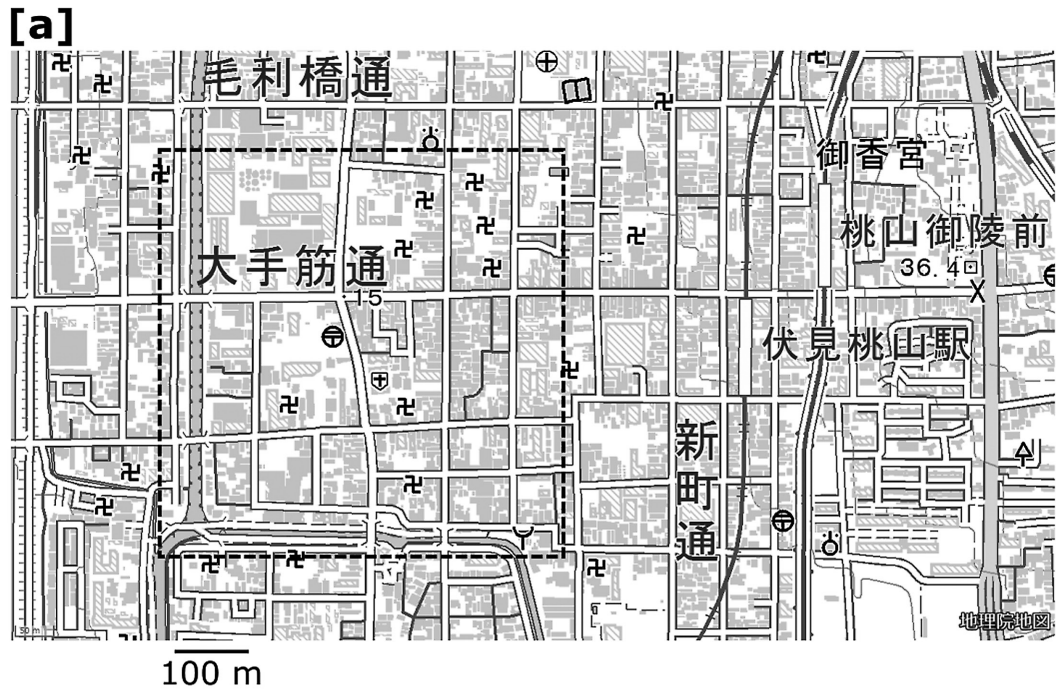 [a]
毛利橋通
御香宮
桃山御陵前
大手筋通
36.4
15
伏見桃山駅
新町通
地理院地図
50 m
100 m